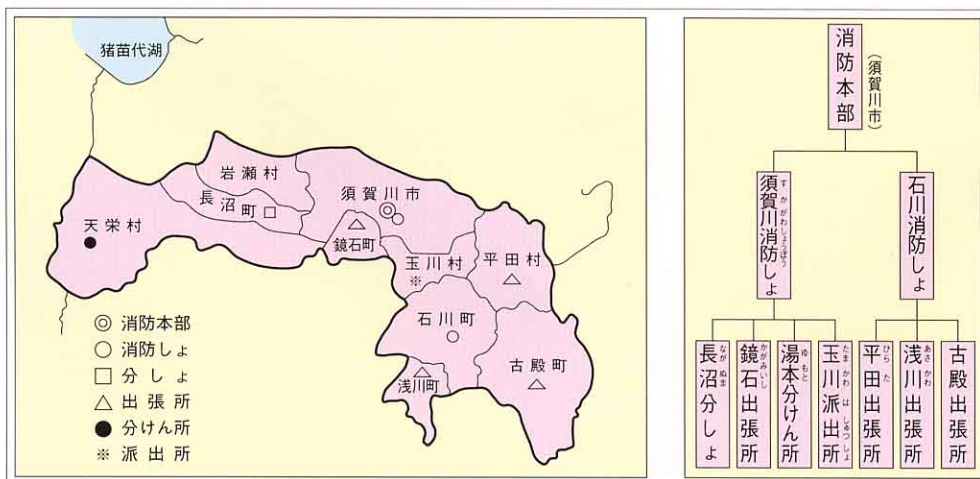 猪苗代湖
岩瀬村
須賀川市
長沼町
天栄村
鏡石町
玉川村
平田村
石川町
古殿町
浅川町
◎ 消防本部
○ 消防しょ
□ 分しょ
△ 出張所
● 分けん所
※ 派出所
消防本部
(須賀川市)
須賀川消防しょ
すかがわしょうぼう
石川消防しょ
長沼分しょ
ながぬま
鏡石出張所
かがみいし
湯本分けん所
ゆもと
玉川派出所
たまかわはしゅつしょ
平田出張所
ひらた
浅川出張所
あさかわ
古殿出張所